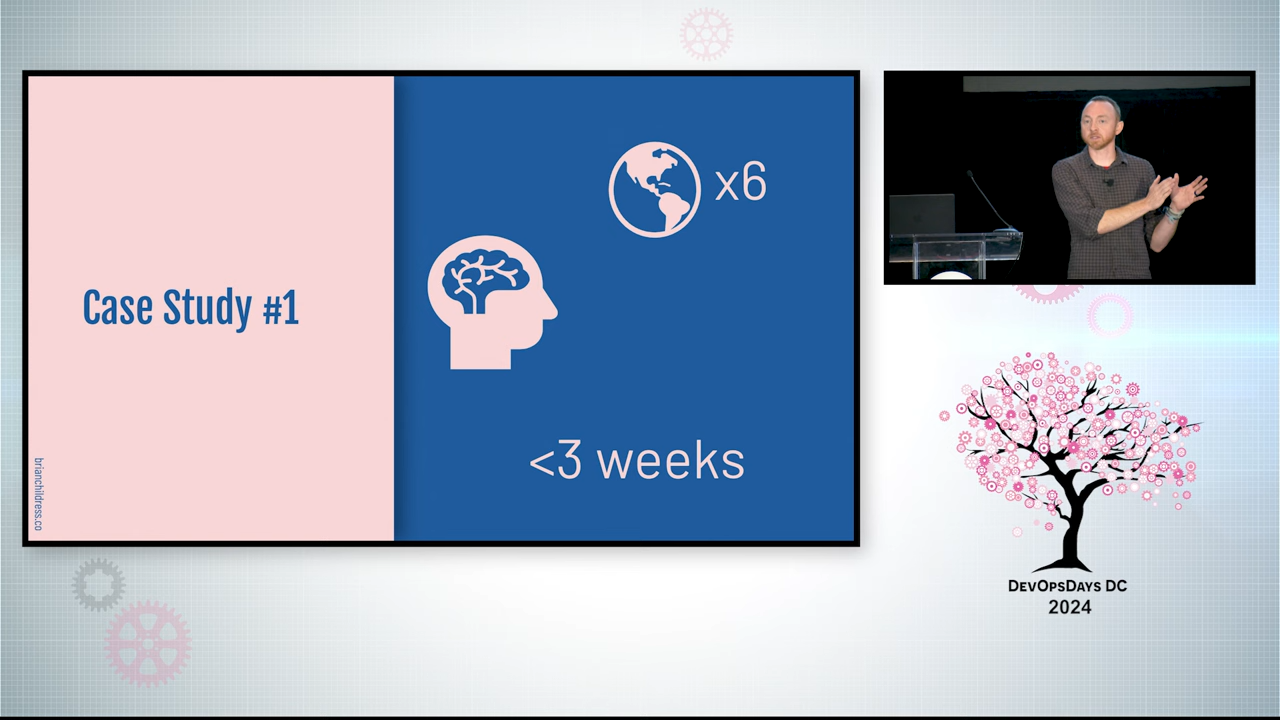 Case Study #1
brianchildress.co
x6
<3 weeks
DevOpsDays DC
2024